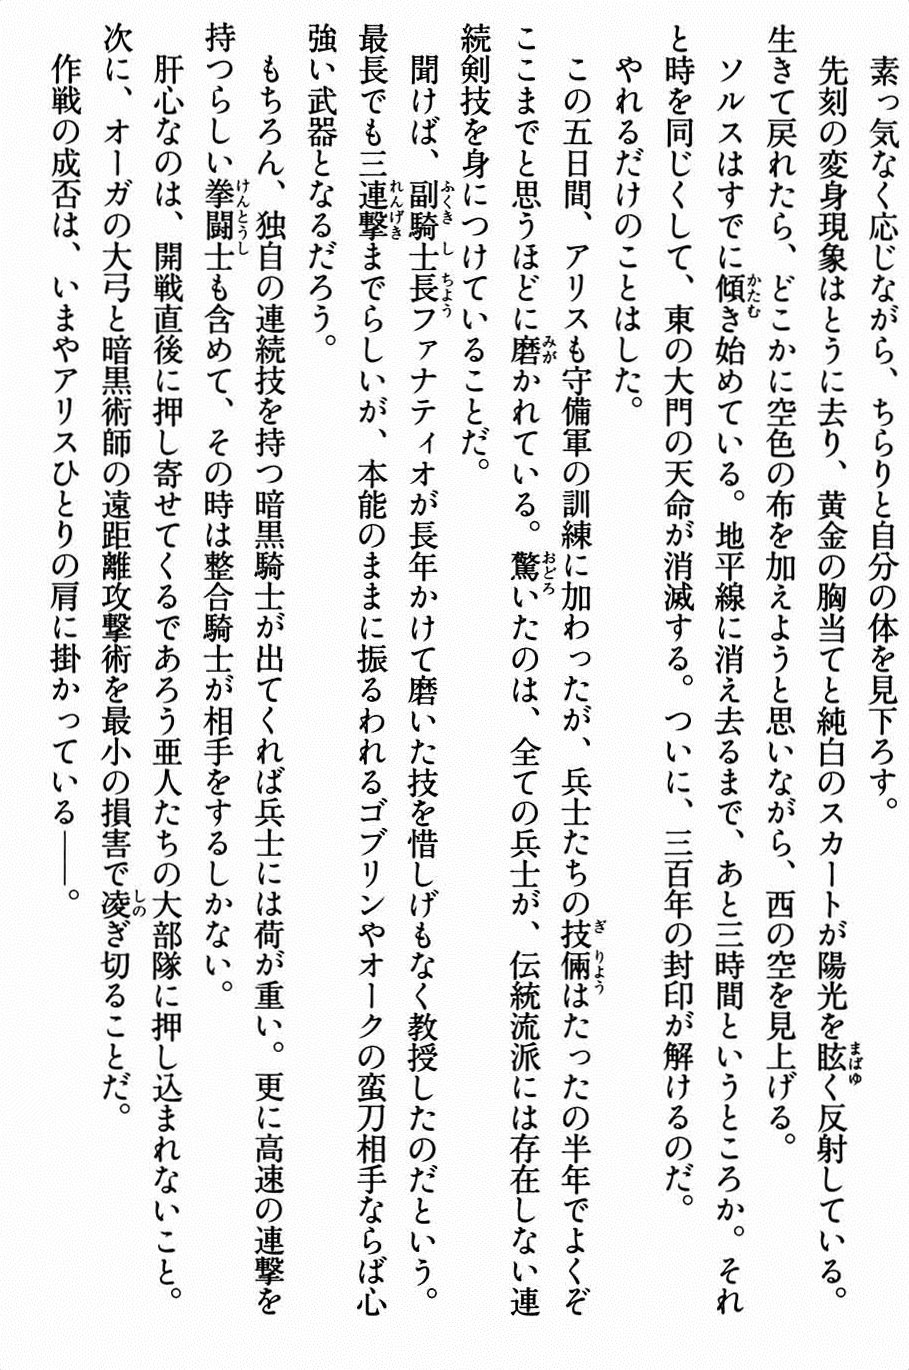 素っ気なく応じながら、ちらりと自分の体を見下ろす。
先刻の変身現象はとうに去り、黄金の胸当てと純白のスカートが陽光を眩く反射している。
生きて戻れたら、どこかに空色の布を加えようと思いながら、西の空を見上げる。
ソルスはすでに傾き始めている。地平線に消え去るまで、あと三時間というところか。それ
と時を同じくして、東の大門の天命が消滅する。ついに、三百年の封印が解けるのだ。
やれるだけのことはした。
この五日間、アリスも守備軍の訓練に加わったが、兵士たちの技倆はたったの半年でよくぞ
ここまでと思うほどに磨かれている。驚いたのは、全ての兵士が、伝統流派には存在しない連
続剣技を身につけていることだ。
聞けば、副騎士長ファナティオが長年かけて磨いた技を惜しげもなく教授したのだという。
最長でも三連撃までらしいが、本能のままに振るわれるゴブリンやオークの蛮刀相手ならば心
強い武器となるだろう。
もちろん、独自の連続技を持つ暗黒騎士が出てくれば兵士には荷が重い。更に高速の連撃を
持つらしい拳闘士も含めて、その時は整合騎士が相手をするしかない。
肝心なのは、開戦直後に押し寄せてくるであろう亜人たちの大部隊に押し込まれないこと。
次に、オーガの大弓と暗黒術師の遠距離攻撃術を最小の損害で凌ぎ切ることだ。
作戦の成否は、いまやアリスひとりの肩に掛かっている――。